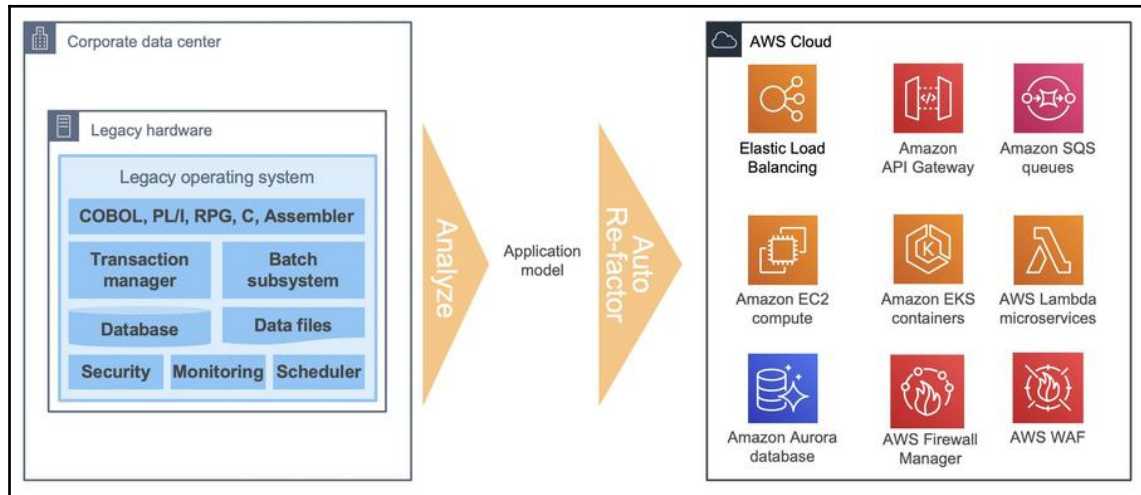 Corporate data center
Legacy hardware
Legacy operating system
COBOL, PL/I, RPG, C, Assembler
Transaction
manager
Batch
subsystem
Database
Data files
Security
Monitoring
Scheduler
Analyze
Application
model
Auto
Re-factor
AWS Cloud
Elastic Load
Balancing
Amazon
API Gateway
Amazon SQS
queues
Amazon EC2
compute
Amazon EKS
containers
AWS Lambda
microservices
Amazon Aurora
database
AWS Firewall
Manager
AWS WAF